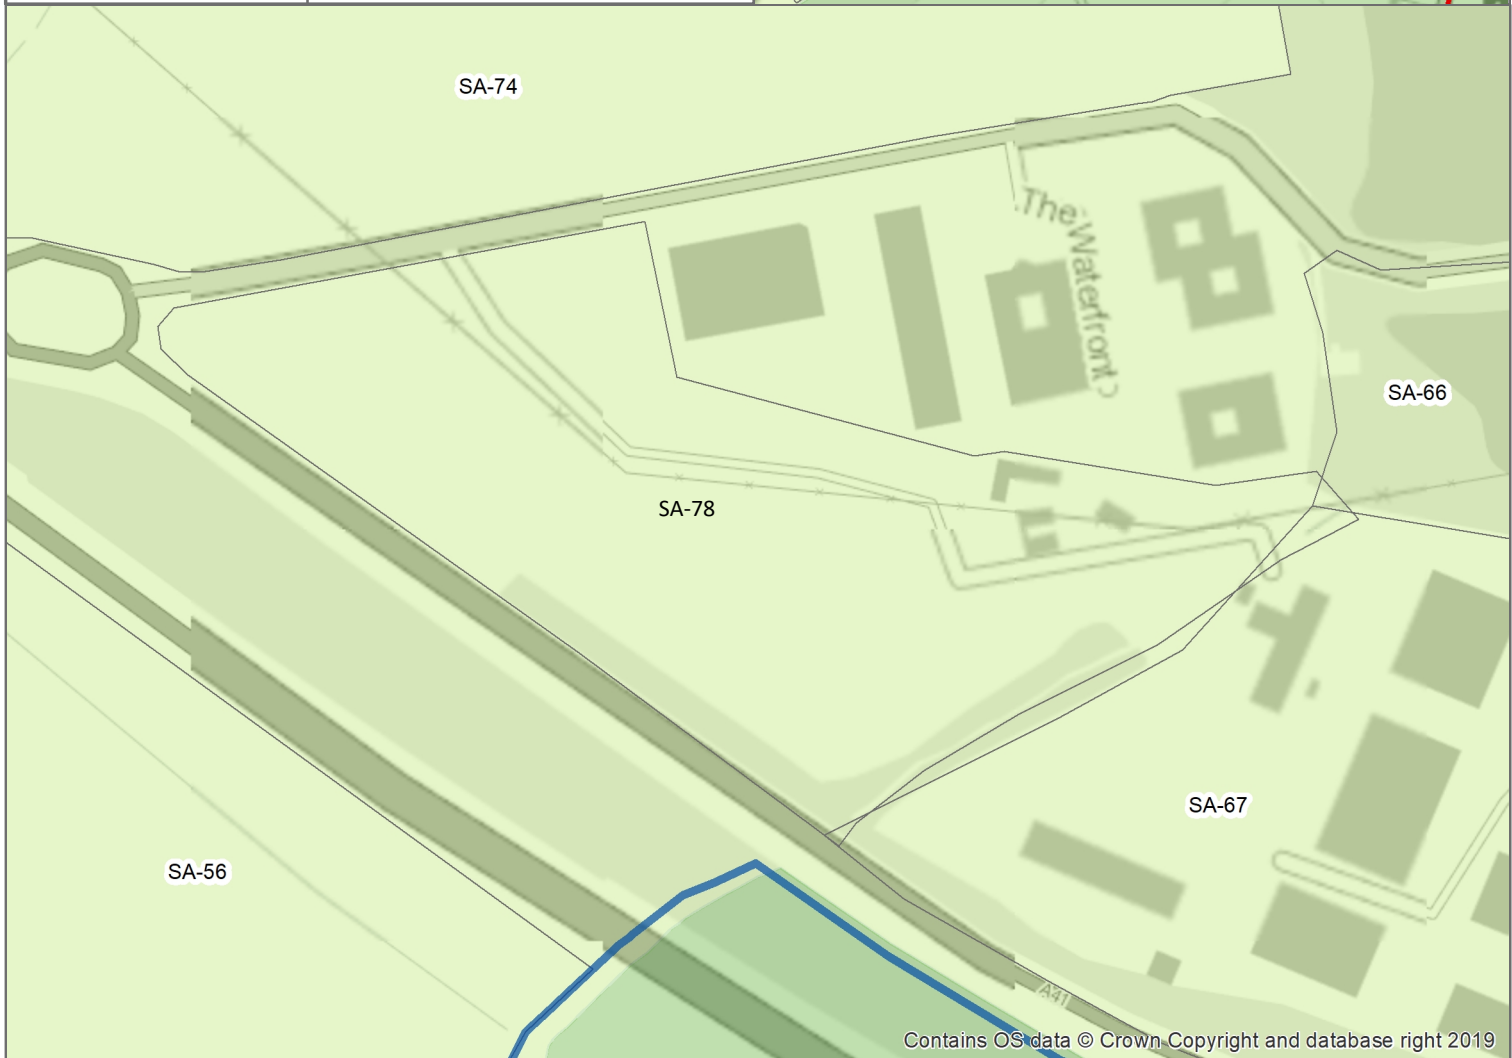 SA-74
The Waterfront
SA-66
SA-78
SA-67
SA-56
A41
Contains OS data © Crown Copyright and database right 2019